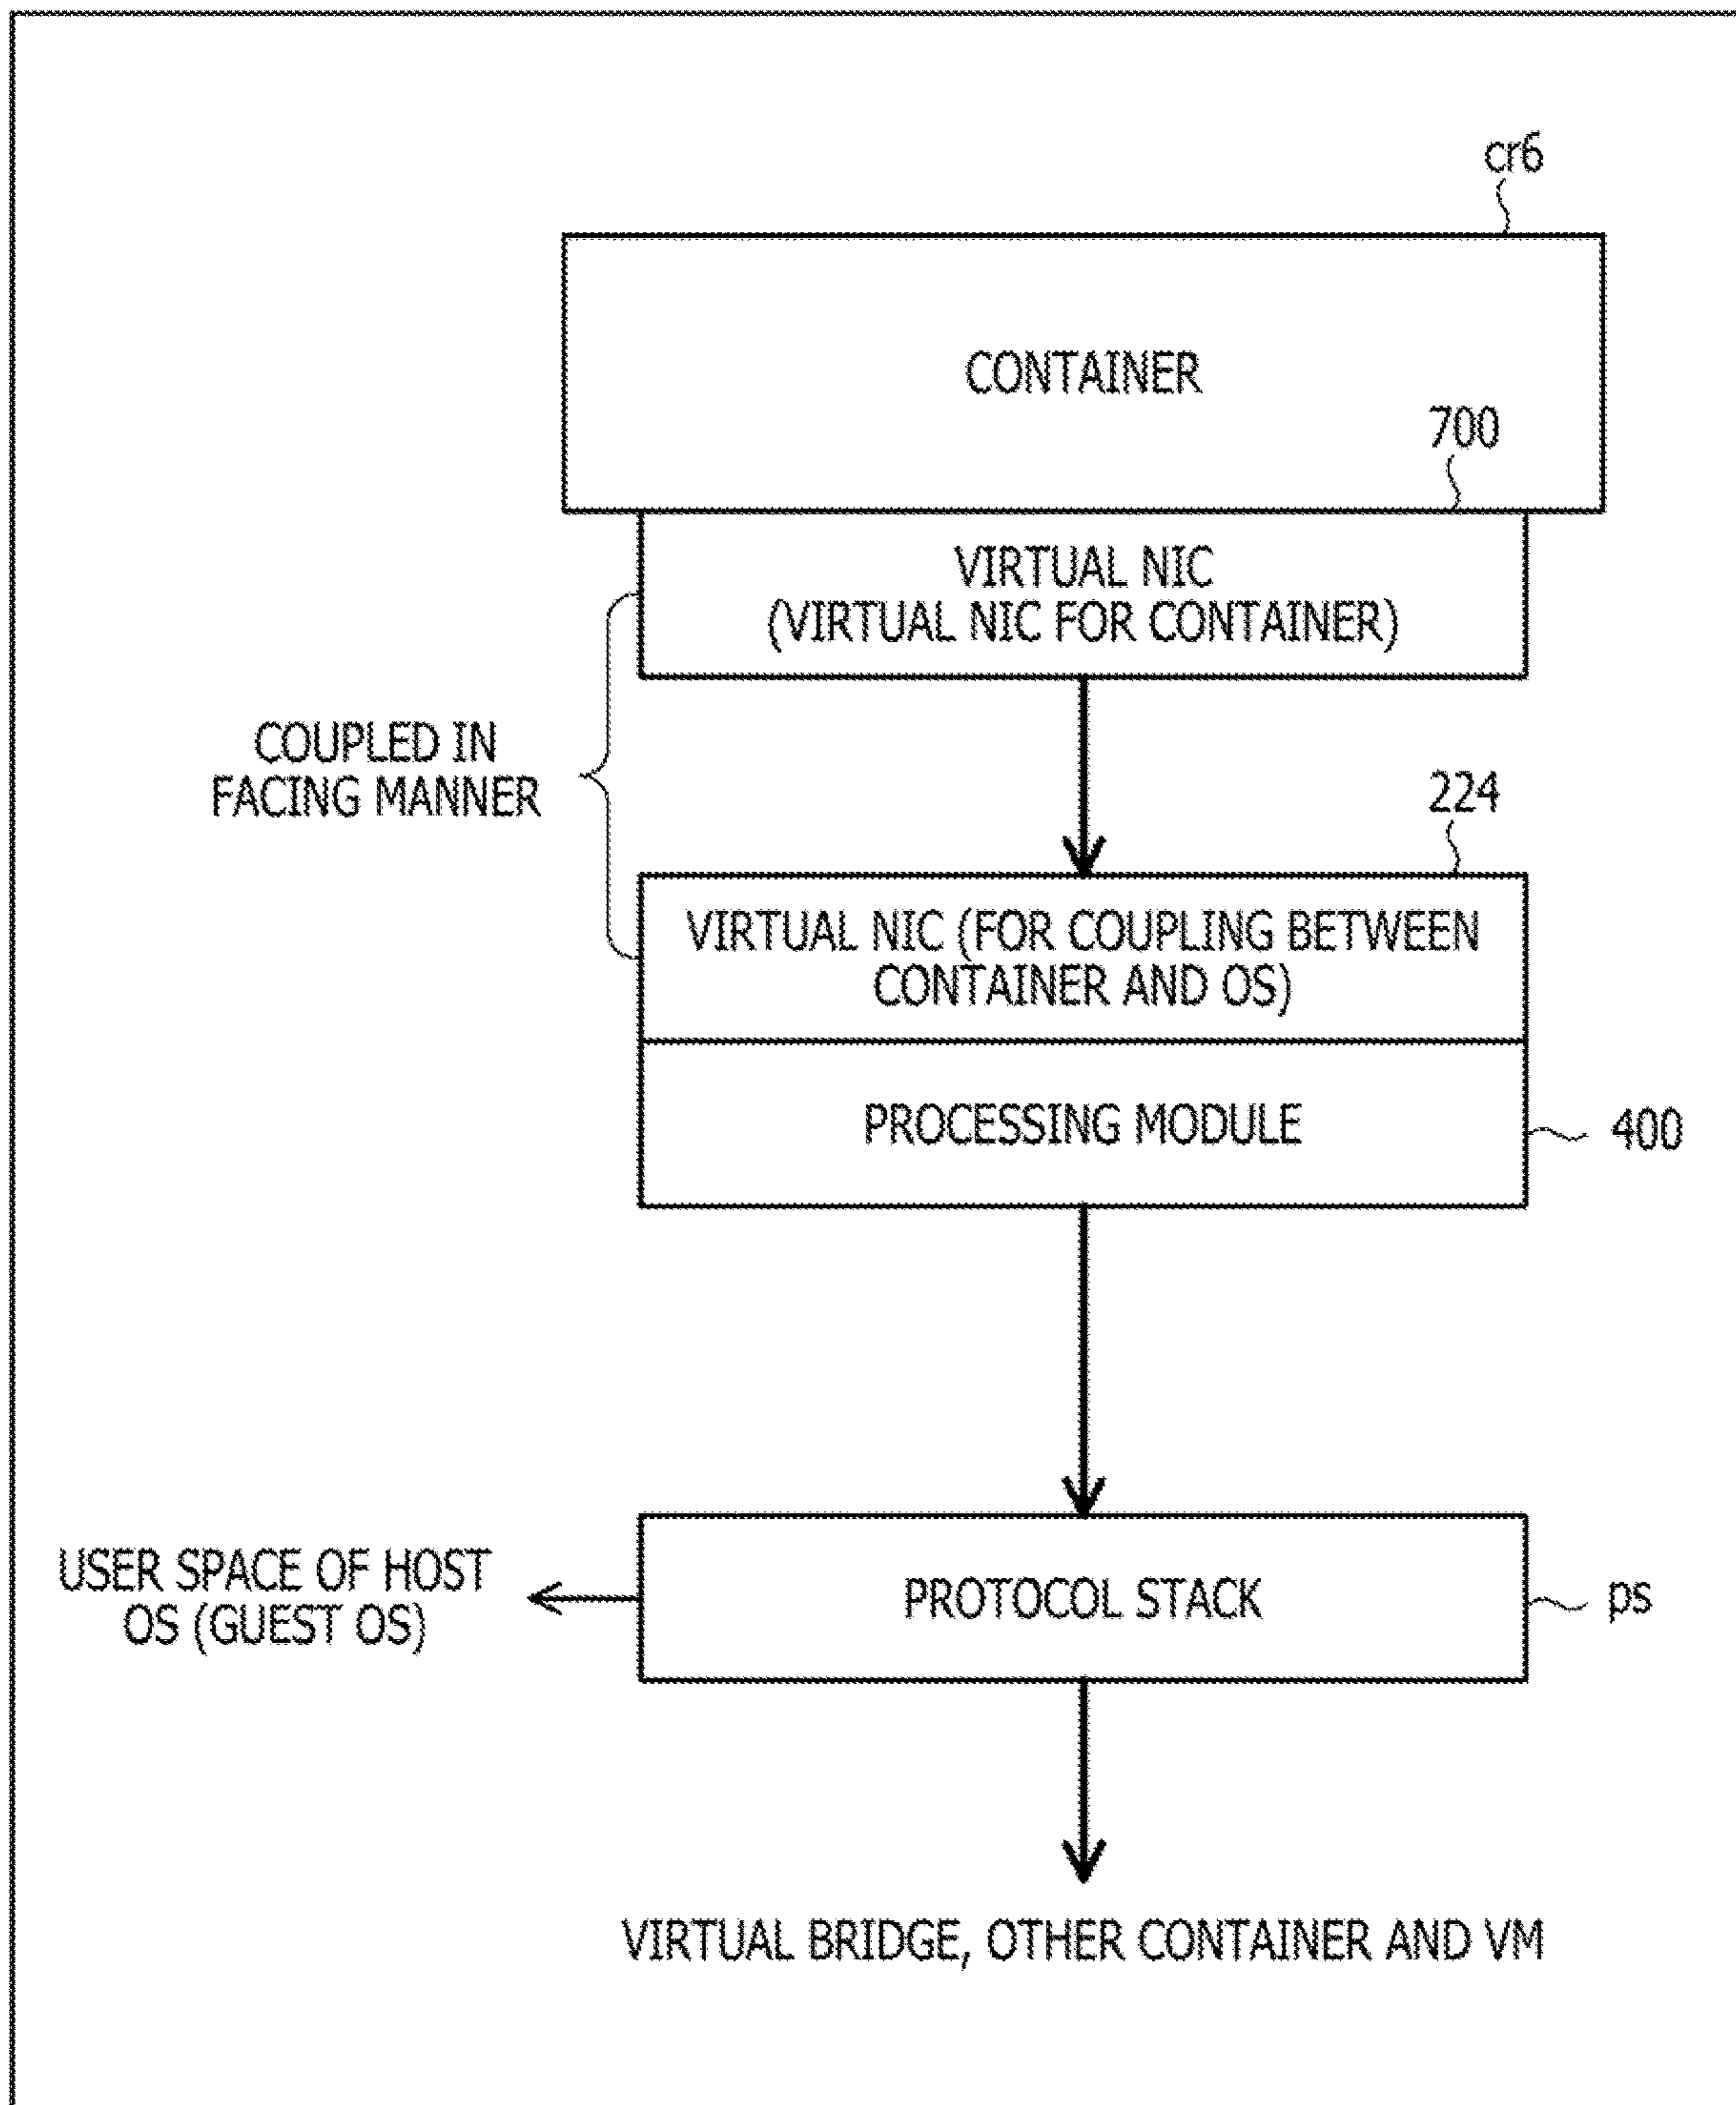 cr6
CONTAINER
700
VIRTUAL NIC
(VIRTUAL NIC FOR CONTAINER)
COUPLED IN
FACING MANNER
224
VIRTUAL NIC (FOR COUPLING BETWEEN
CONTAINER AND OS)
PROCESSING MODULE
400
USER SPACE OF HOST
OS (GUEST OS)
PROTOCOL STACK
ps
VIRTUAL BRIDGE, OTHER CONTAINER AND VM